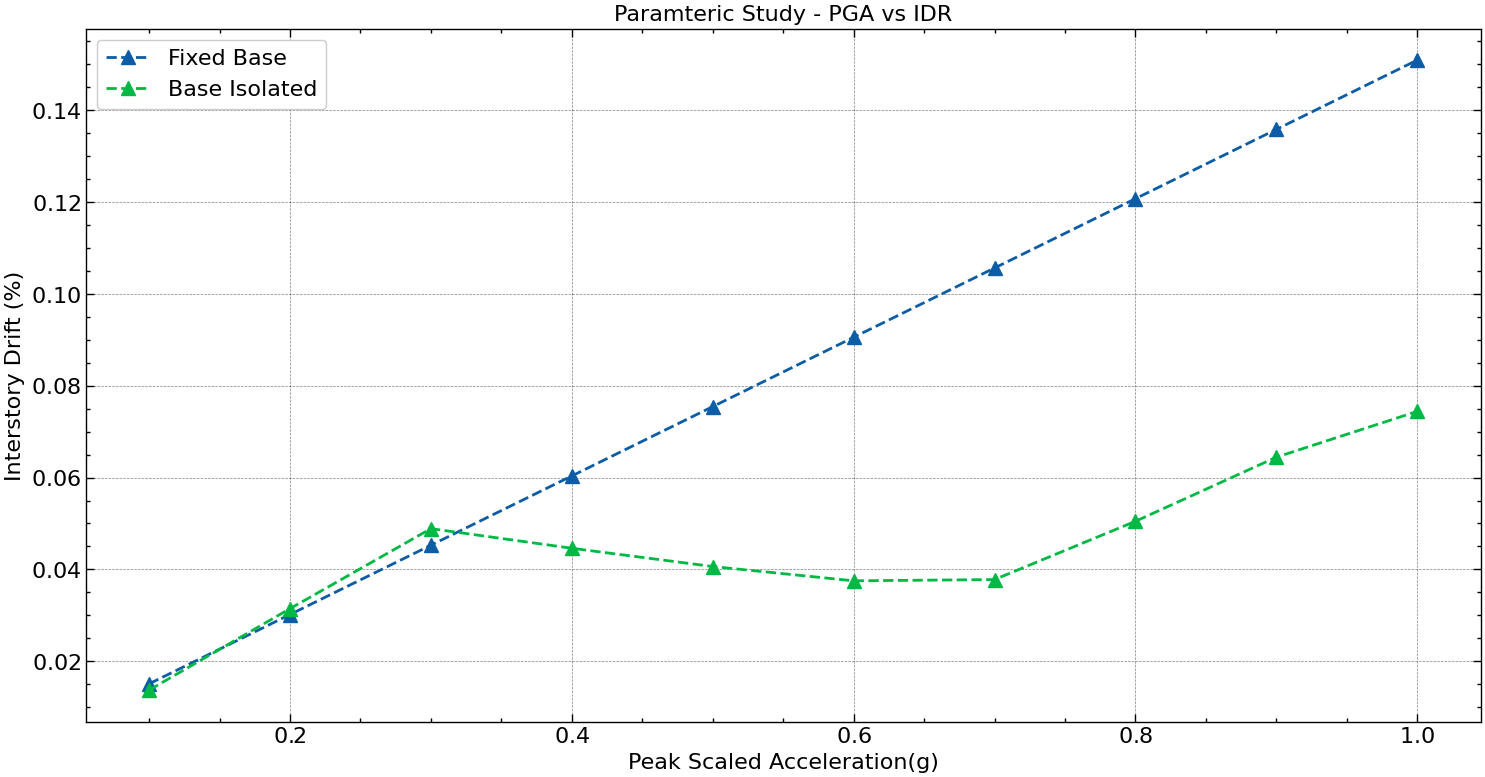 Paramteric Study - PGA vs IDR
Fixed Base
Base Isolated
Interstory Drift (%)
0.14
0.12
0.10
0.08
0.06
0.04
0.02
0.2 0.4 0.6 0.8 1.0
Peak Scaled Acceleration(g)